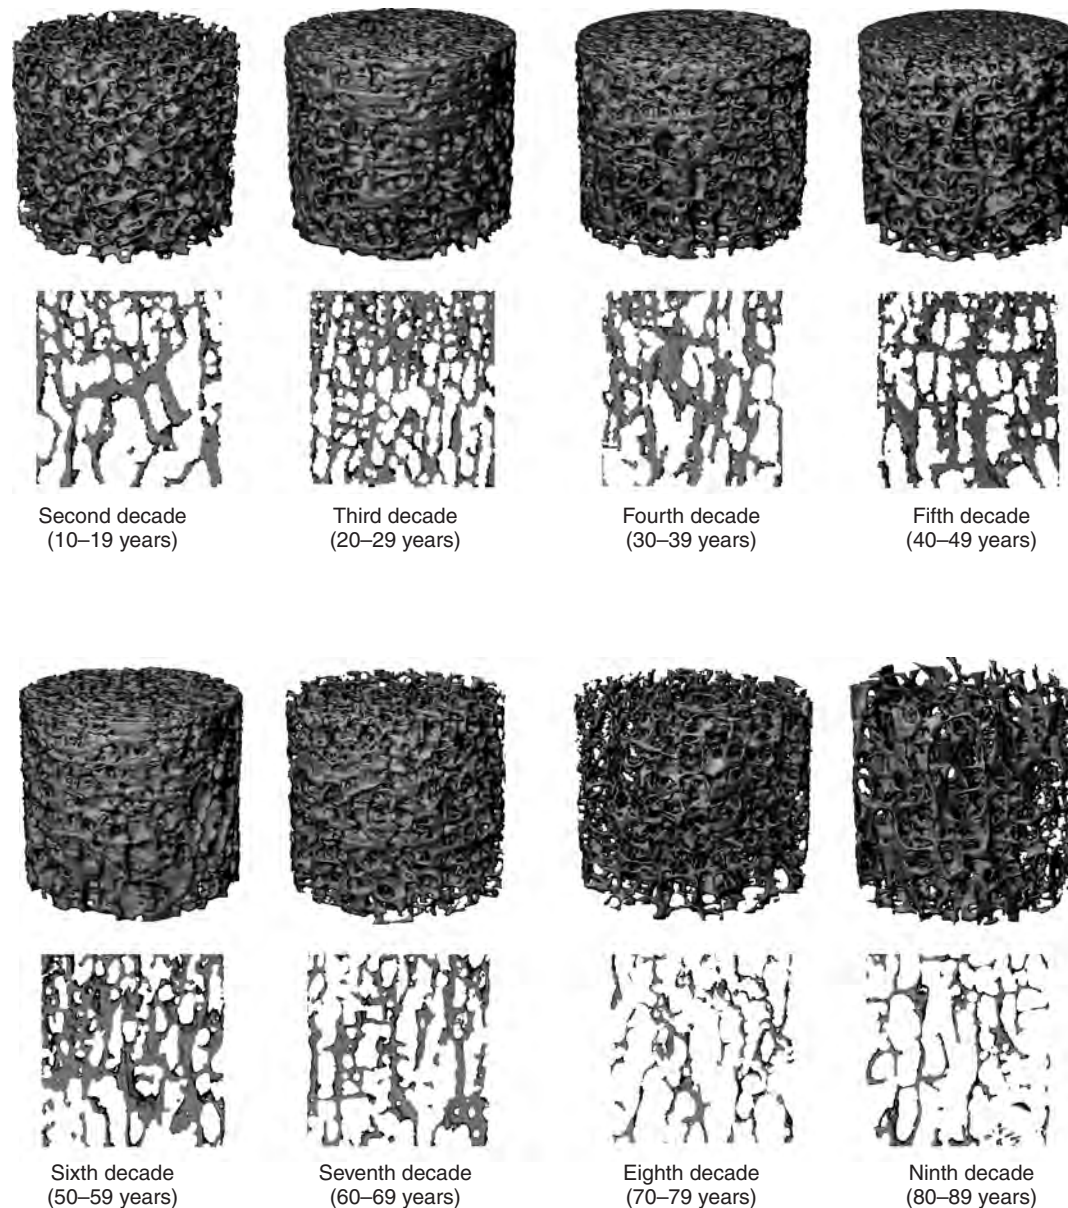 Second decade
(10–19 years)
Third decade
(20–29 years)
Fourth decade
(30–39 years)
Fifth decade
(40–49 years)
Sixth decade
(50–59 years)
Seventh decade
(60–69 years)
Eighth decade
(70–79 years)
Ninth decade
(80–89 years)